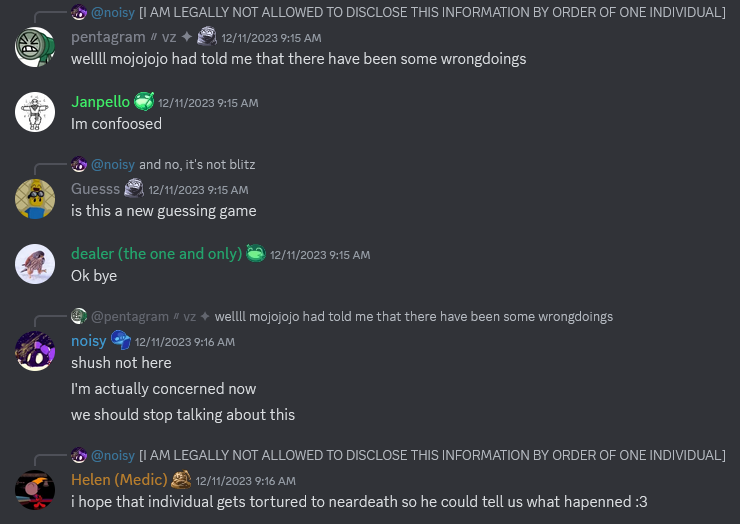 @noisy [I AM LEGALLY NOT ALLOWED TO DISCLOSE THIS INFORMATION BY ORDER OF ONE INDIVIDUAL]
pentagram〃vz ✦ 12/11/2023 9:15 AM
wellll mojojojo had told me that there have been some wrongdoings
Janpello 12/11/2023 9:15 AM
Im confoosed
@noisy and no, it's not blitz
Guesss 12/11/2023 9:15 AM
is this a new guessing game
dealer (the one and only) 12/11/2023 9:15 AM
Ok bye
@pentagram〃vz ✦ wellll mojojojo had told me that there have been some wrongdoings
noisy 12/11/2023 9:16 AM
shush not here
I'm actually concerned now
we should stop talking about this
@noisy [I AM LEGALLY NOT ALLOWED TO DISCLOSE THIS INFORMATION BY ORDER OF ONE INDIVIDUAL]
Helen (Medic) 12/11/2023 9:16 AM
i hope that individual gets tortured to neardeath so he could tell us what hapenned :3